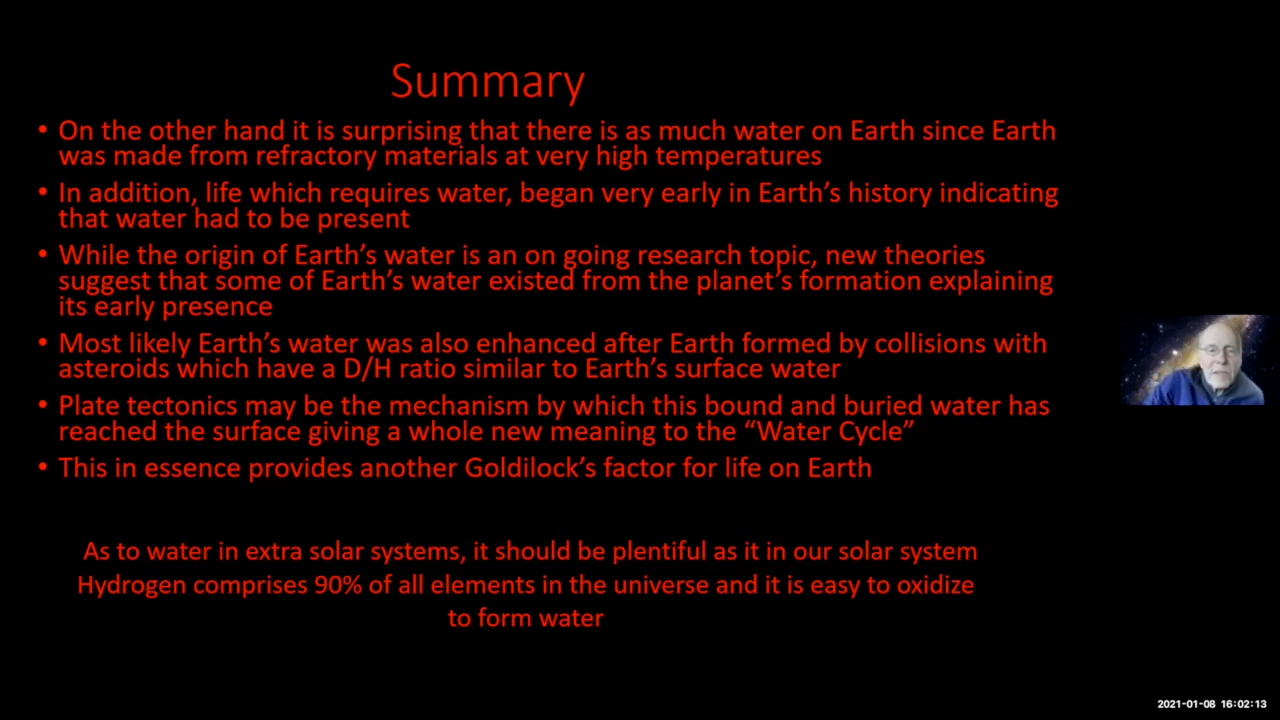 Summary
• On the other hand it is surprising that there is as much water on Earth since Earth
was made from refractory materials at very high temperatures
• In addition, life which requires water, began very early in Earth’s history indicating
that water had to be present
• While the origin of Earth’s water is an on going research topic, new theories
suggest that some of Earth’s water existed from the planet’s formation explaining
its early presence
• Most likely Earth’s water was also enhanced after Earth formed by collisions with
asteroids which have a D/H ratio similar to Earth’s surface water
• Plate tectonics may be the mechanism by which this bound and buried water has
reached the surface giving a whole new meaning to the “Water Cycle”
• This in essence provides another Goldilock’s factor for life on Earth
As to water in extra solar systems, it should be plentiful as it in our solar system
Hydrogen comprises 90% of all elements in the universe and it is easy to oxidize
to form water
2021-01-08 16:02:13